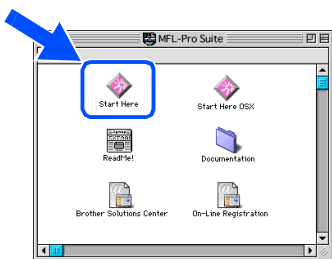 MFL-Pro Suite
Start Here
Start Here OSX
ReadMe!
Documentation
Brother Solutions Center
On-Line Registration